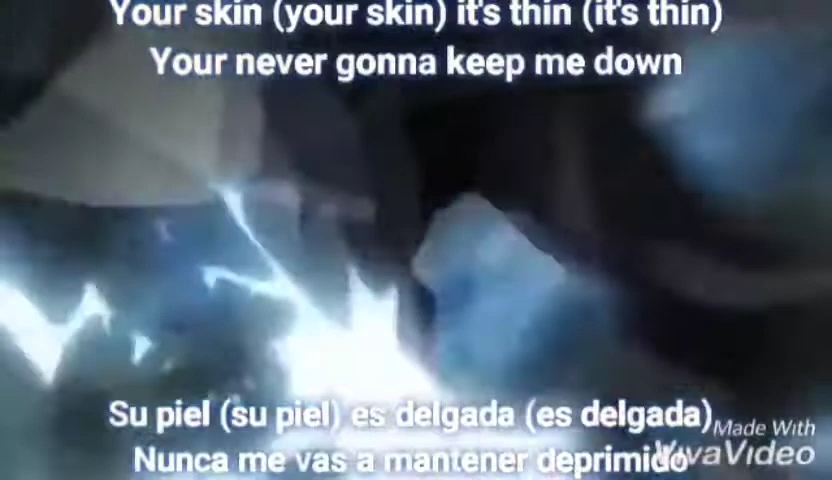 Your skin (your skin) it's thin (it's thin)
Your never gonna keep me down
Su piel (su piel) es delgada (es delgada)
Nunca me vas a mantener deprimido
Made With
VivaVideo